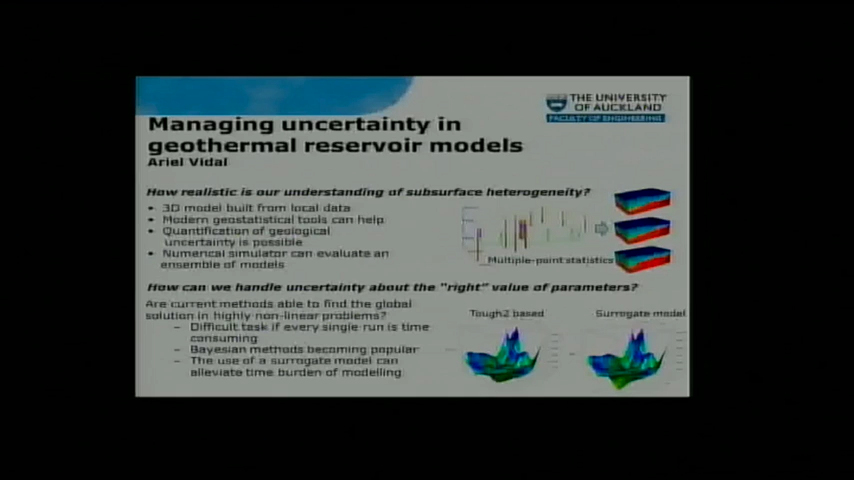 THE UNIVERSITY
OF AUCKLAND
FACULTY OF ENGINEERING
Managing uncertainty in
geothermal reservoir models
Ariel Vidal
How realistic is our understanding of subsurface heterogeneity?
• 3D model built from local data
• Modern geostatistical tools can help
• Quantification of geological
uncertainty is possible
• Numerical simulator can evaluate an
ensemble of models
Multiple-point statistics
How can we handle uncertainty about the "right" value of parameters?
Are current methods able to find the global
solution in highly non-linear problems?
– Difficult task if every single run is time
consuming
– Bayesian methods becoming popular
– The use of a surrogate model can
alleviate time burden of modelling
Tough2 based
Surrogate model